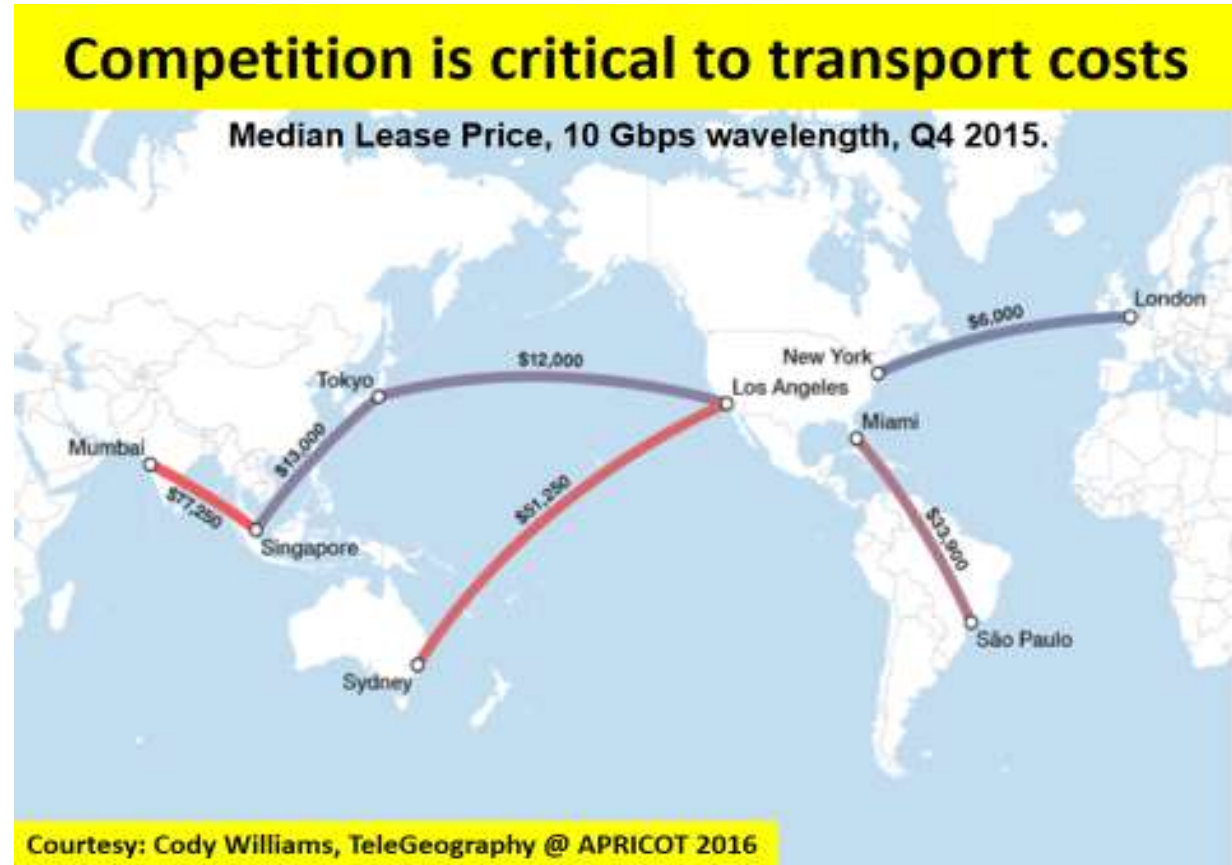 Competition is critical to transport costs
Median Lease Price, 10 Gbps wavelength, Q4 2015.
London
$6,000
New York
$12,000
Tokyo
Los Angeles
Miami
$13,000
Mumbai
$77,250
$51,250
$33,900
Singapore
São Paulo
Sydney
Courtesy: Cody Williams, TeleGeography @ APRICOT 2016